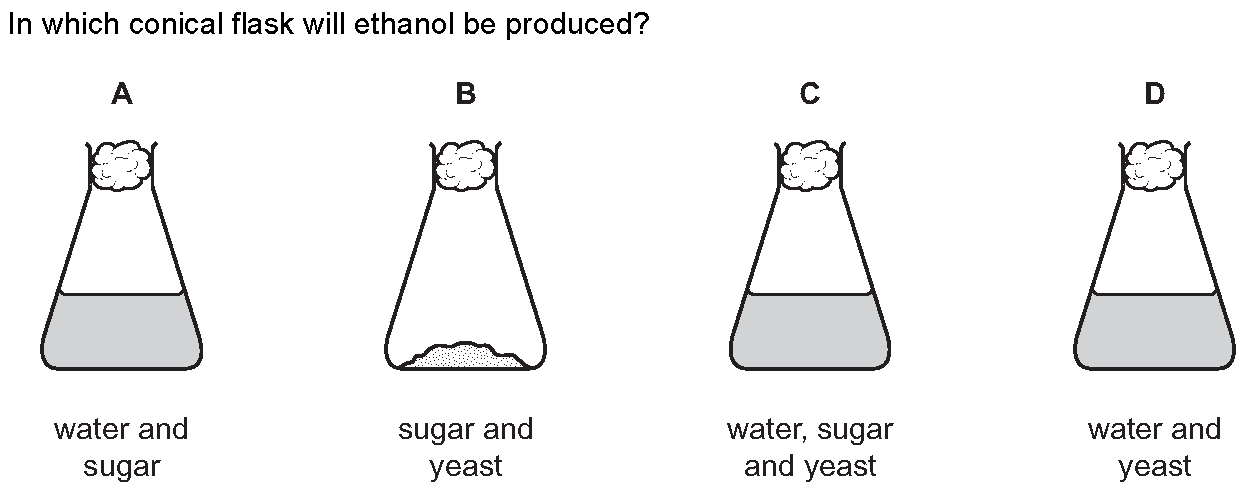 In which conical flask will ethanol be produced?
A
B
C
D
water and
sugar
sugar and
yeast
water, sugar
and yeast
water and
yeast